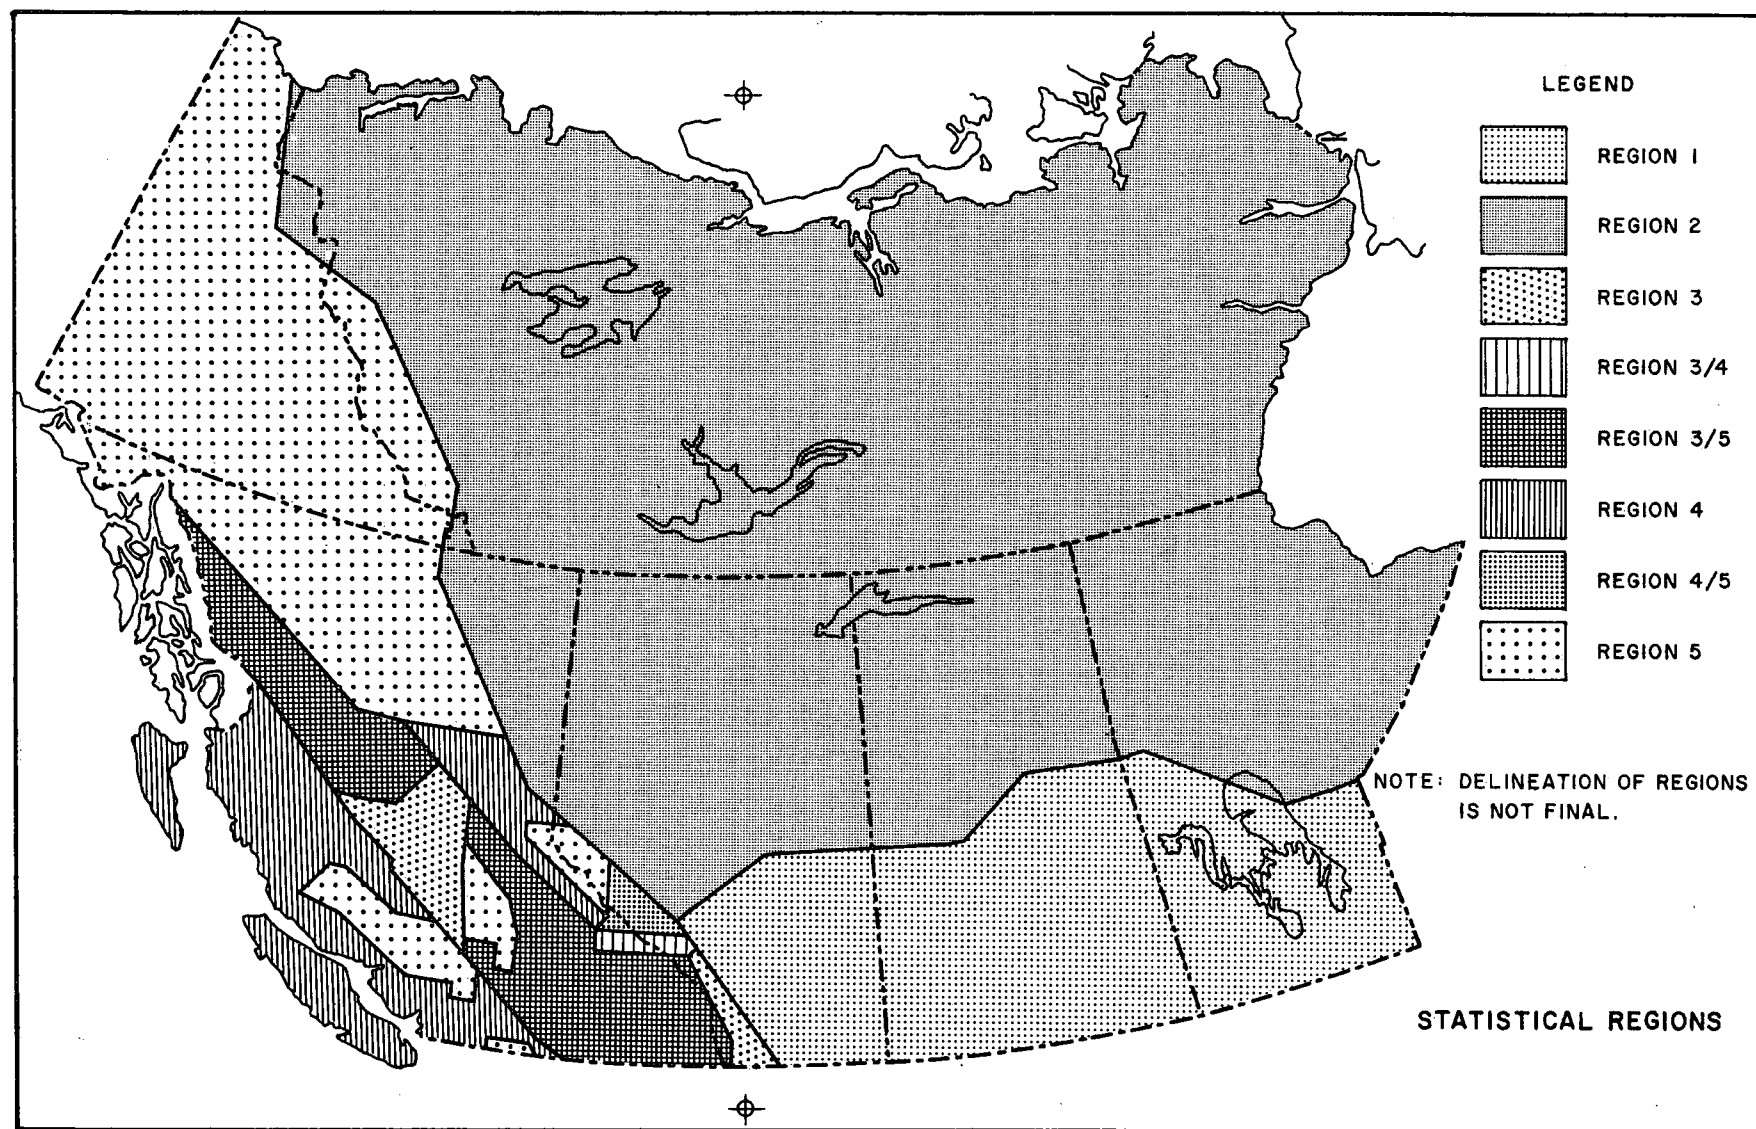 LEGEND
REGION 1
REGION 2
REGION 3
REGION 3/4
REGION 3/5
REGION 4
REGION 4/5
REGION 5
NOTE: DELINEATION OF REGIONS
IS NOT FINAL.
STATISTICAL REGIONS